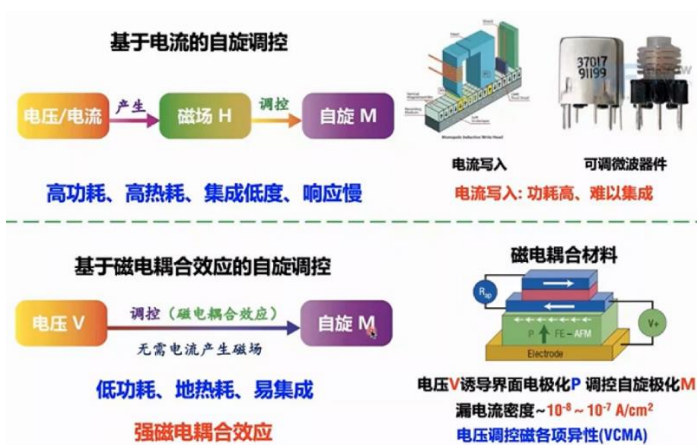 基于电流的自旋调控
电压/电流
产生
磁场 H
调控
自旋 M
高功耗、高热耗、集成低度、响应慢
电流写入
37017
91199
可调微波器件
电流写入: 功耗高、难以集成
基于磁电耦合效应的自旋调控
电压 V
调控（磁电耦合效应）
无需电流产生磁场
自旋 M
低功耗、地热耗、易集成
强磁电耦合效应
磁电耦合材料
Rsp
V+
P
FE – AFM
Electrode
电压V诱导界面电极化P 调控自旋极化M
漏电流密度~10⁻⁸ ~ 10⁻⁷ A/cm²
电压调控磁各项异性(VCMA)